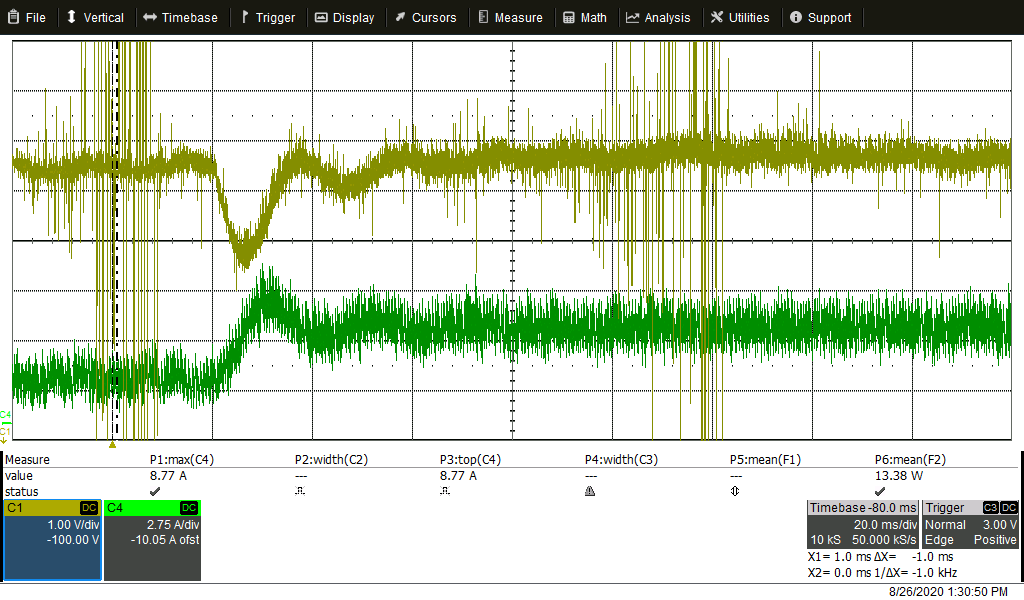 File Vertical Timebase Trigger Display Cursors Measure Math Analysis Utilities Support
C4
C1
Measure P1:max(C4) P2:width(C2) P3:top(C4) P4:width(C3) P5:mean(F1) P6:mean(F2)
value 8.77 A --- 8.77 A --- --- 13.38 W
status
C1 DC C4 DC Timebase -80.0 ms Trigger C3 DC
1.00 V/div 2.75 A/div 20.0 ms/div Normal 3.00 V
-100.00 V -10.05 A ofst 10 kS 50.000 kS/s Edge Positive
X1= 1.0 ms ΔX= -1.0 ms
X2= 0.0 ms 1/ΔX= -1.0 kHz
8/26/2020 1:30:50 PM